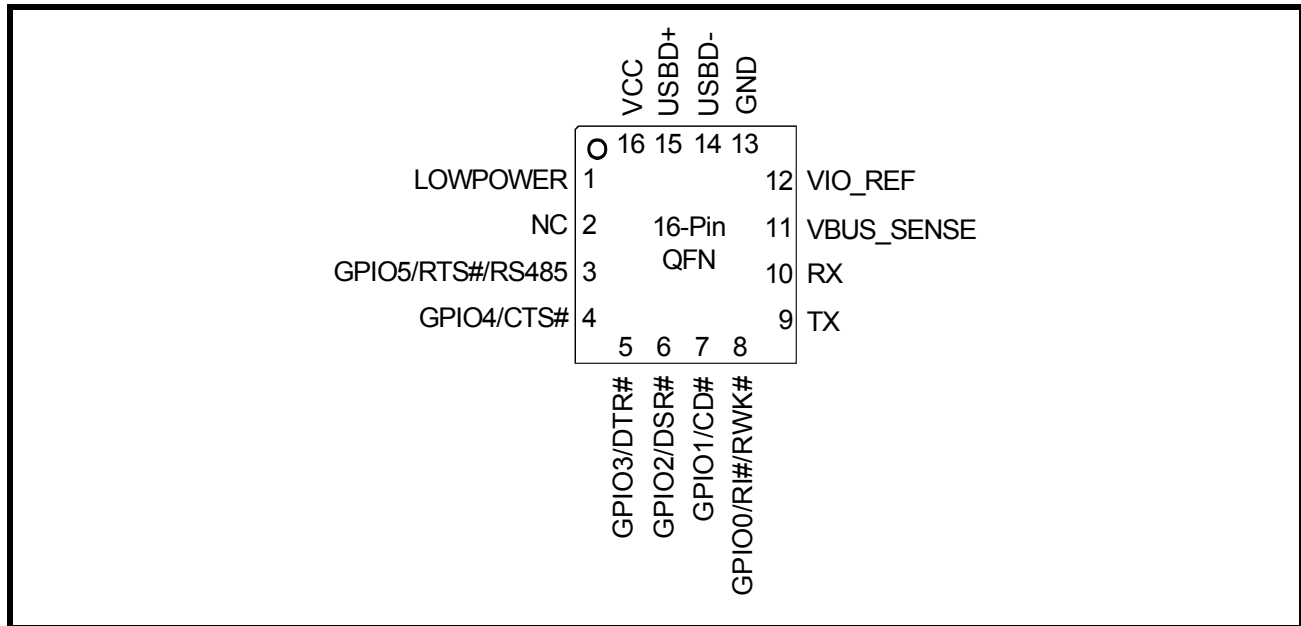 VCC
USBD+
USBD-
GND
16 15 14 13
LOWPOWER 1
12 VIO_REF
NC 2
16-Pin
QFN
11 VBUS_SENSE
GPIO5/RTS#/RS485 3
10 RX
GPIO4/CTS# 4
9 TX
5 6 7 8
GPIO3/DTR#
GPIO2/DSR#
GPIO1/CD#
GPIO0/RI#/RWK#